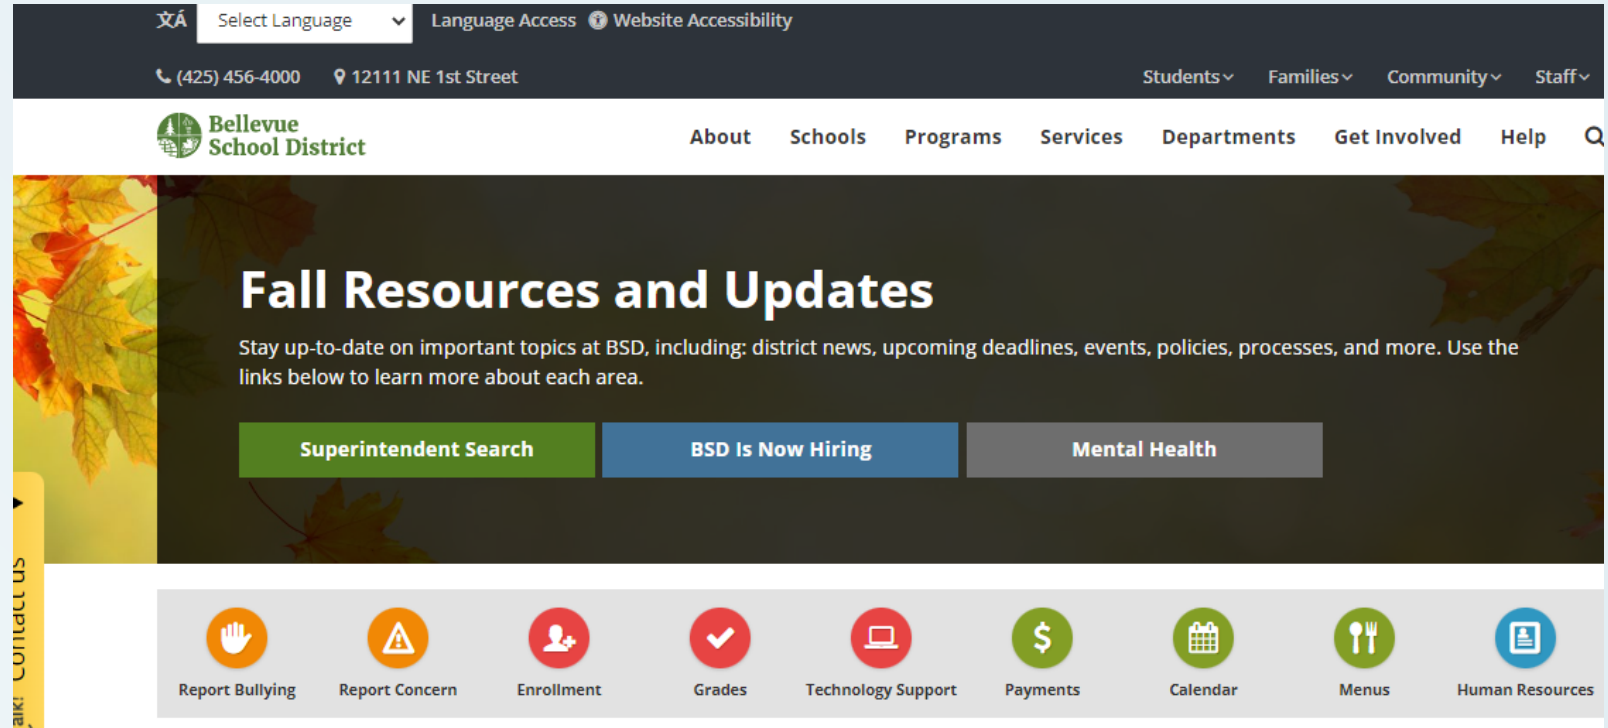 文Á Select Language Language Access Website Accessibility
(425) 456-4000 12111 NE 1st Street Students Families Community Staff
Bellevue
School District
About Schools Programs Services Departments Get Involved Help
Fall Resources and Updates
Stay up-to-date on important topics at BSD, including: district news, upcoming deadlines, events, policies, processes, and more. Use the
links below to learn more about each area.
Superintendent Search BSD Is Now Hiring Mental Health
Contact us
Report Bullying Report Concern Enrollment Grades Technology Support Payments Calendar Menus Human Resources